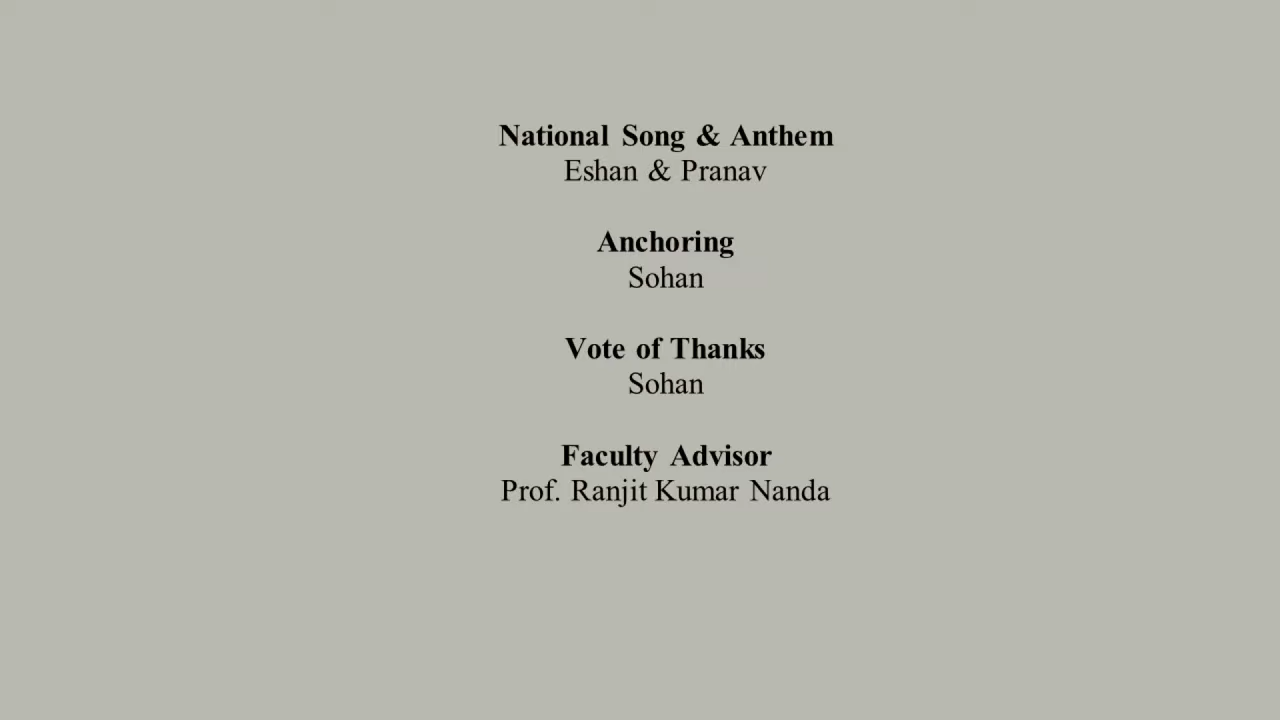 National Song & Anthem
Eshan & Pranav
Anchoring
Sohan
Vote of Thanks
Sohan
Faculty Advisor
Prof. Ranjit Kumar Nanda